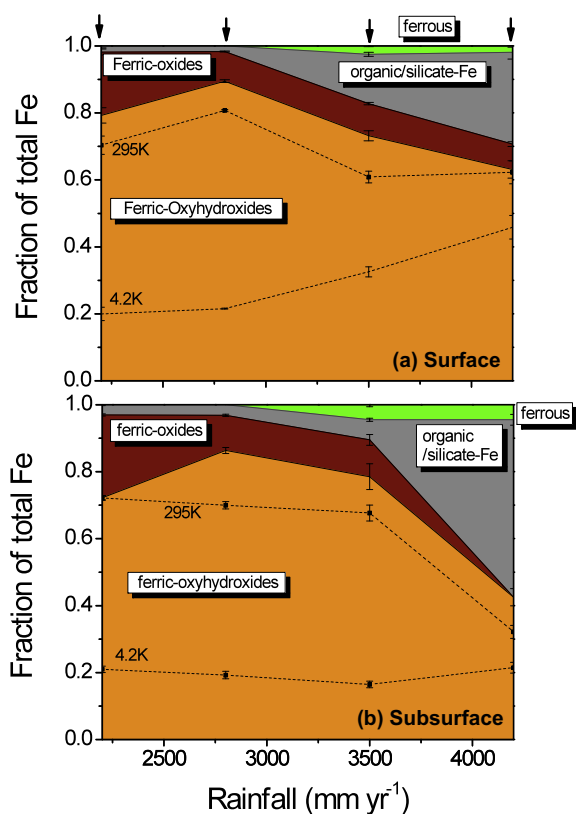 ferrous
1.0
Ferric-oxides
organic/silicate-Fe
0.8
295K
0.6
Fraction of total Fe
Ferric-Oxyhydroxides
0.4
4.2K
0.2
(a) Surface
0.0
1.0
ferrous
ferric-oxides
organic
/silicate-Fe
0.8
295K
0.6
Fraction of total Fe
ferric-oxyhydroxides
0.4
4.2K
0.2
(b) Subsurface
0.0
2500 3000 3500 4000
Rainfall (mm yr⁻¹)